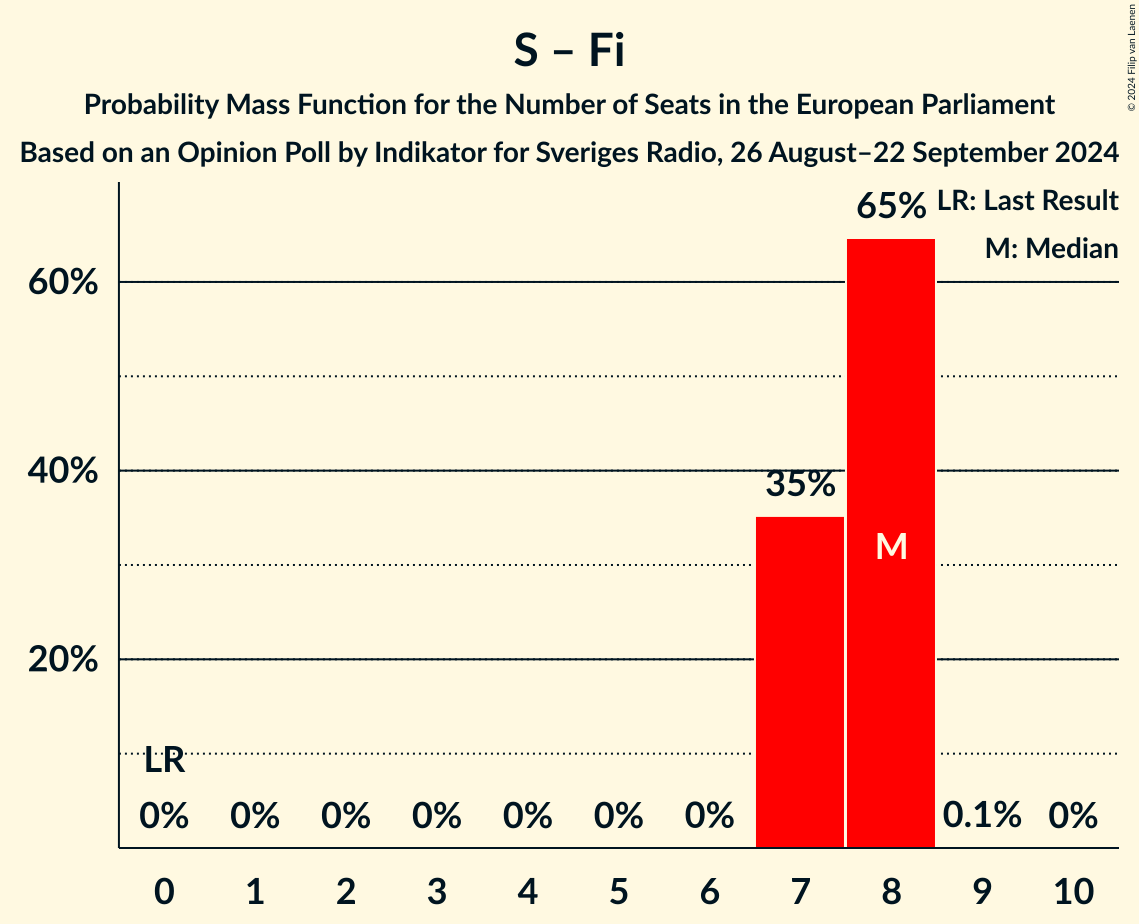 S – Fi
Probability Mass Function for the Number of Seats in the European Parliament
Based on an Opinion Poll by Indikator for Sveriges Radio, 26 August–22 September 2024
© 2024 Filip van Laenen
LR: Last Result
M: Median
60%
40%
20%
LR
0% 0% 0% 0% 0% 0% 0% 35% 65% 0.1% 0%
M
0 1 2 3 4 5 6 7 8 9 10